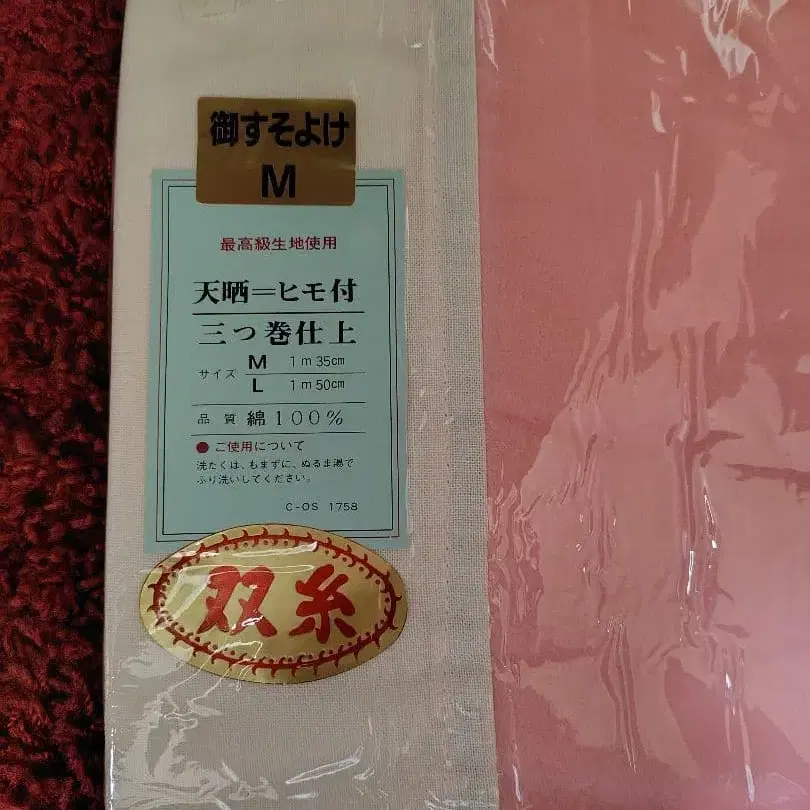 御すそよけ
M
最高級生地使用
天晒=ヒモ付
三つ巻仕上
サイズ M 1m35cm
L 1m50cm
品質 綿100%
● ご使用について
洗たくは、もまずに、ぬるま湯で
ふり洗いしてください。
C-OS 1758
双糸